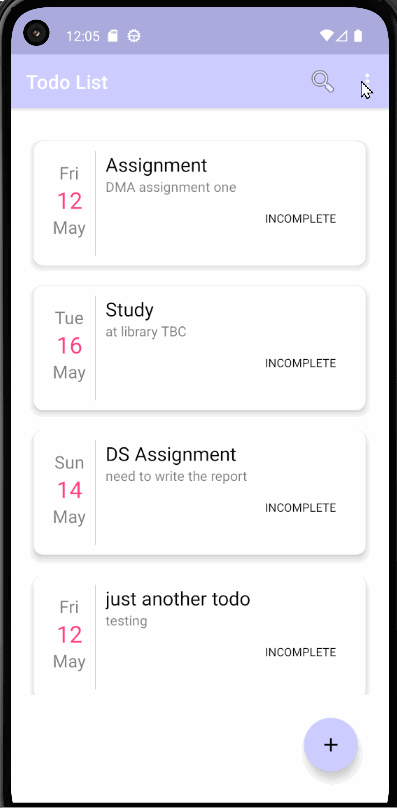 12:05
Todo List
Fri
12
May
Assignment
DMA assignment one
INCOMPLETE
Tue
16
May
Study
at library TBC
INCOMPLETE
Sun
14
May
DS Assignment
need to write the report
INCOMPLETE
Fri
12
May
just another todo
testing
INCOMPLETE
+